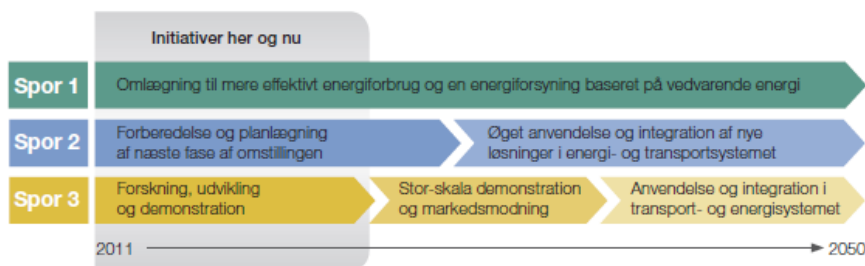 Initiativer her og nu
Spor 1
Omlægning til mere effektivt energiforbrug og en energiforsyning baseret på vedvarende energi
Spor 2
Forberedelse og planlægning
af næste fase af omstillingen
Øget anvendelse og integration af nye
løsninger i energi- og transportsystemet
Spor 3
Forskning, udvikling
og demonstration
Stor-skala demonstration
og markedsmodning
Anvendelse og integration i
transport- og energisystemet
2011
2050